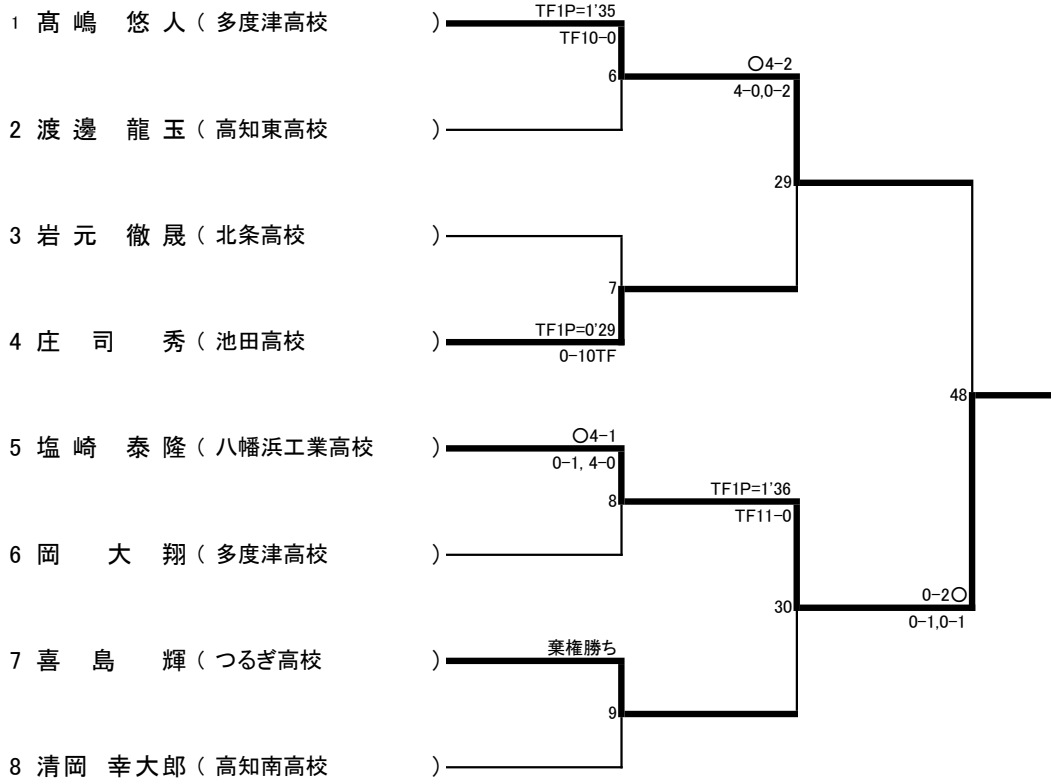 TF1P=1'35
1 髙嶋 悠人 ( 多度津高校 )
TF10-0
6
○4-2
4-0,0-2
2 渡邊 龍玉 ( 高知東高校 )
29
3 岩元 徹晟 ( 北条高校 )
7
TF1P=0'29
4 庄司 秀 ( 池田高校 )
0-10TF
48
○4-1
5 塩崎 泰隆 ( 八幡浜工業高校 )
0-1, 4-0
TF1P=1'36
8
TF11-0
6 岡 大翔 ( 多度津高校 )
0-2○
30
0-1,0-1
棄権勝ち
7 喜島 輝 ( つるぎ高校 )
9
8 清岡 幸大郎 ( 高知南高校 )